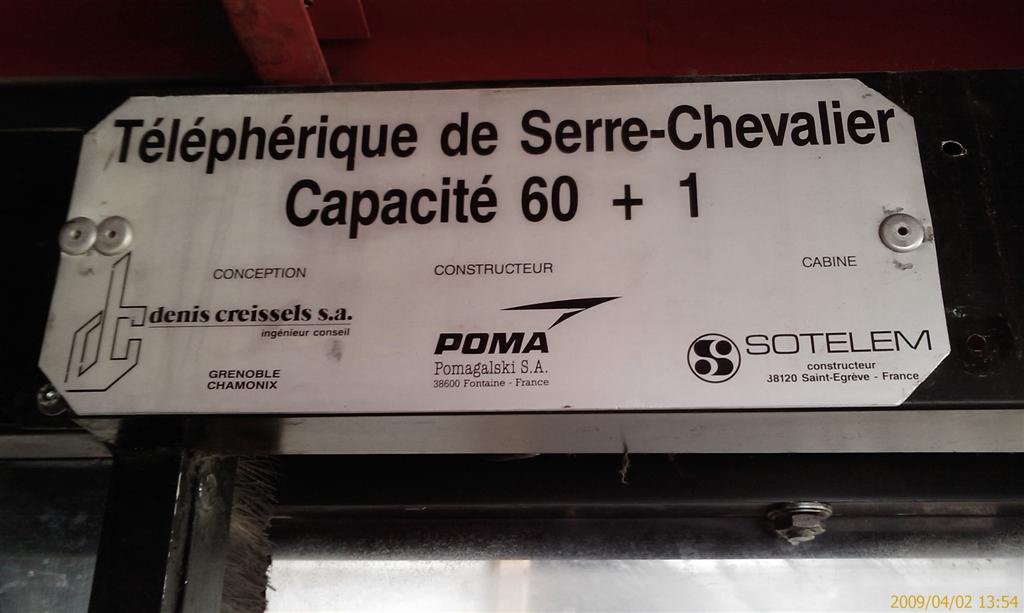 Téléphérique de Serre-Chevalier
Capacité 60 + 1
CONCEPTION
denis creissels s.a.
ingénieur conseil
GRENOBLE
CHAMONIX
CONSTRUCTEUR
POMA
Pomagalski S.A.
38600 Fontaine - France
CABINE
SOTELEM
constructeur
38120 Saint-Egrève - France
2009/04/02 13:54